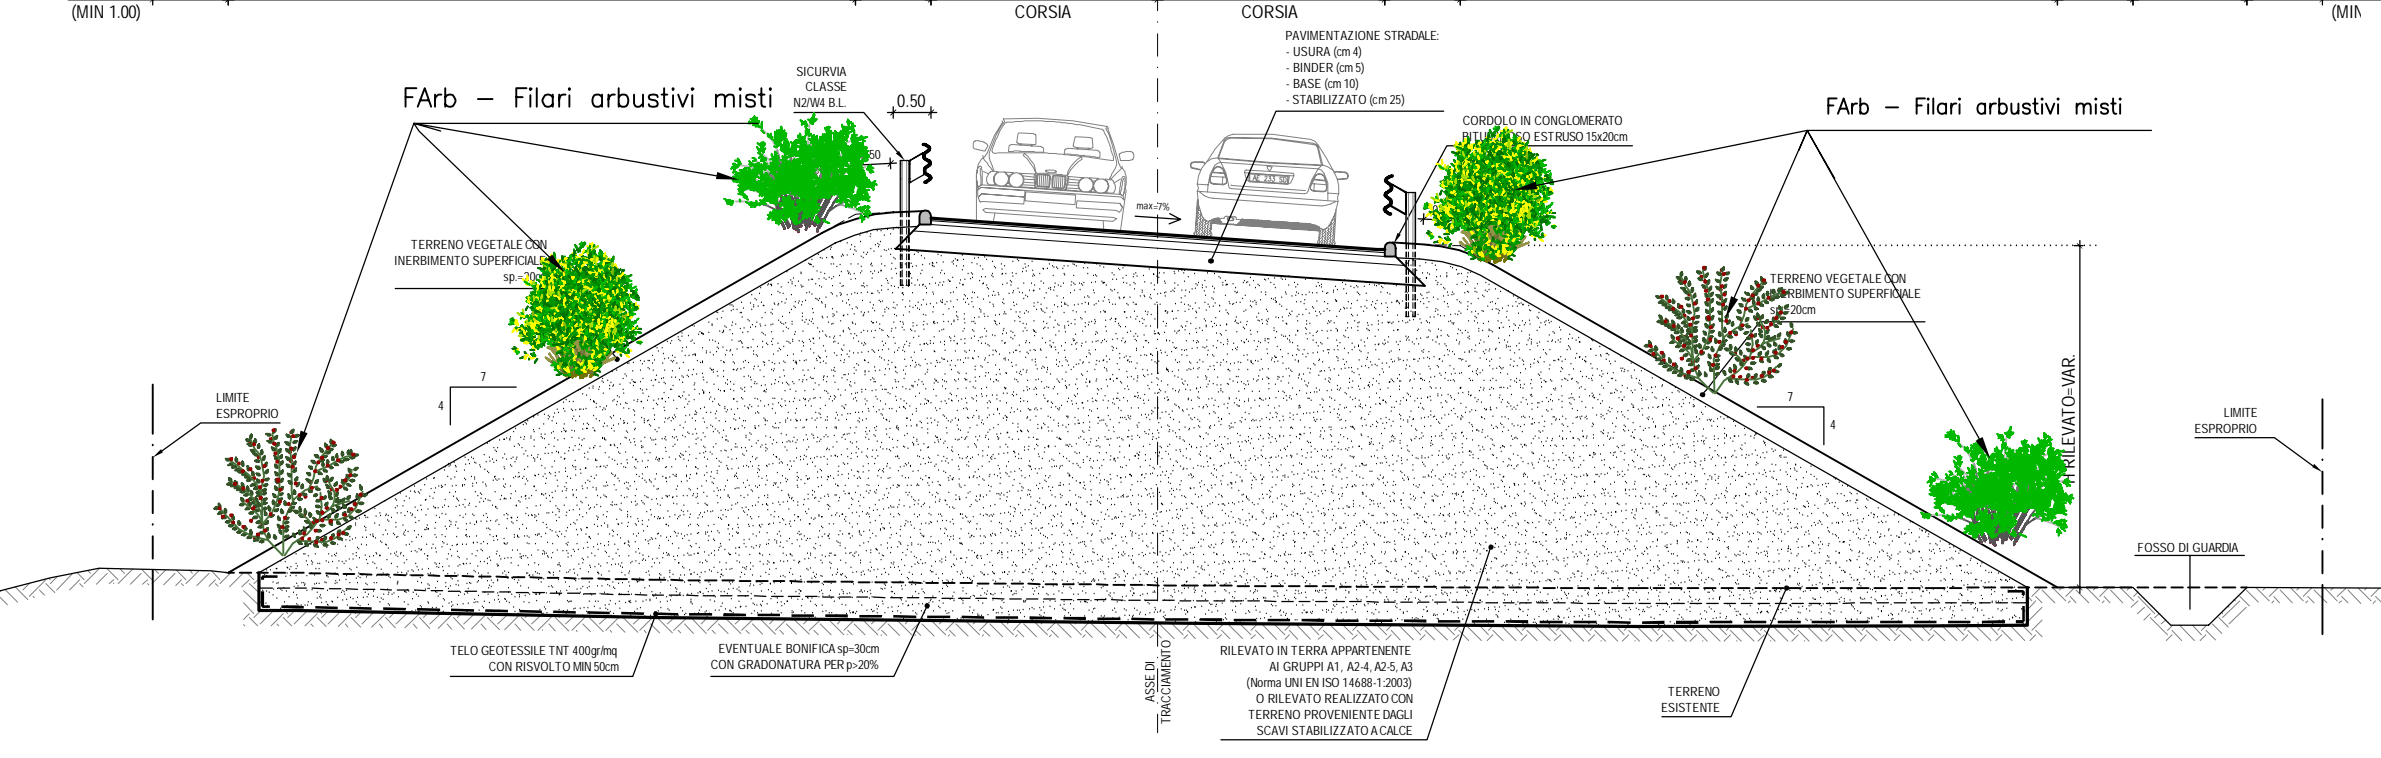 (MIN 1.00)
CORSIA
CORSIA
(MIN
PAVIMENTAZIONE STRADALE:
- USURA (cm 4)
- BINDER (cm 5)
- BASE (cm 10)
- STABILIZZATO (cm 25)
SICURVIA
CLASSE
N2/W4 B.L.
0.50
FArb – Filari arbustivi misti
FArb – Filari arbustivi misti
CORDOLO IN CONGLOMERATO
ESTRUSO 15x20cm
50
AE 233 SD
max=7%
TERRENO VEGETALE CON
INERBIMENTO SUPERFICIALE
sp.=20cm
TERRENO VEGETALE CON
INERBIMENTO SUPERFICIALE
sp.=20cm
7
4
7
4
LIMITE
ESPROPRIO
LIMITE
ESPROPRIO
RILEVATO=VAR.
FOSSO DI GUARDIA
TELO GEOTESSILE TNT 400gr/mq
CON RISVOLTO MIN 50cm
EVENTUALE BONIFICA sp=30cm
CON GRADONATURA PER p>20%
ASSE DI
TRACCIAMENTO
RILEVATO IN TERRA APPARTENENTE
AI GRUPPI A1, A2-4, A2-5, A3
(Norma UNI EN ISO 14688-1:2003)
O RILEVATO REALIZZATO CON
TERRENO PROVENIENTE DAGLI
SCAVI STABILIZZATO A CALCE
TERRENO
ESISTENTE